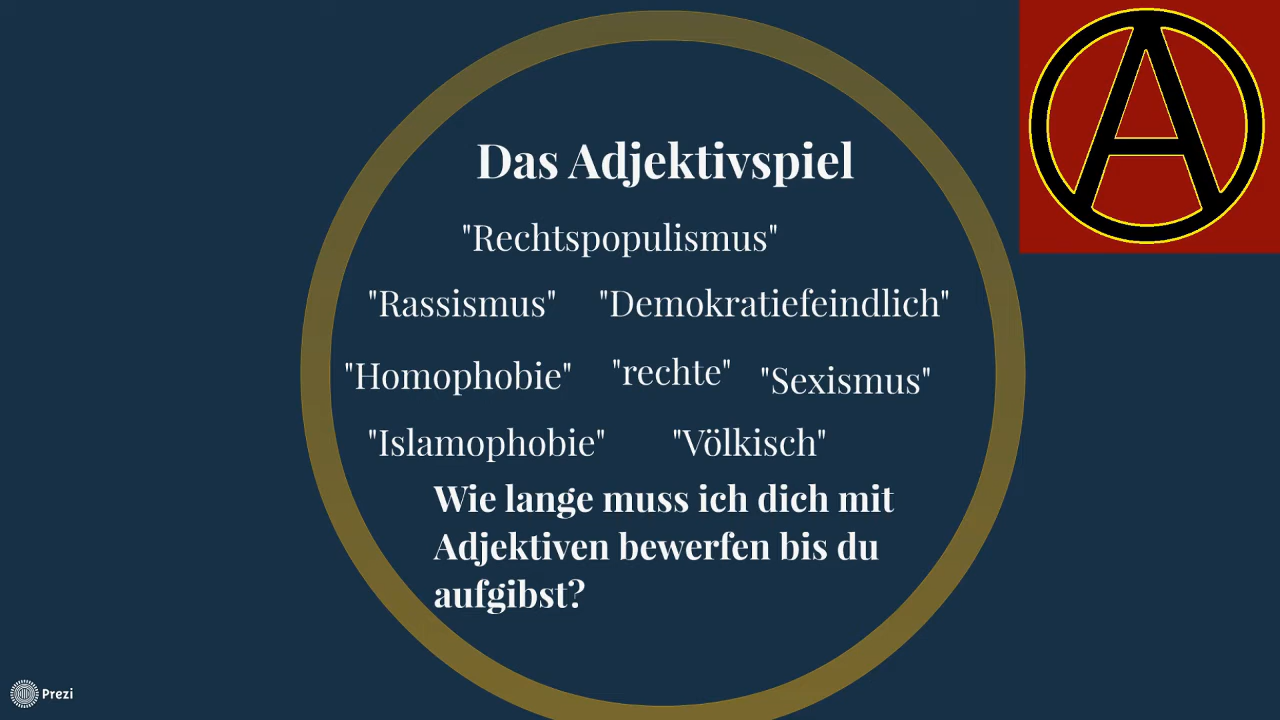 Das Adjektivspiel
"Rechtspopulismus"
"Rassismus" "Demokratiefeindlich"
"Homophobie" "rechte" "Sexismus"
"Islamophobie" "Völkisch"
Wie lange muss ich dich mit
Adjektiven bewerfen bis du
aufgibst?
A
Prezi